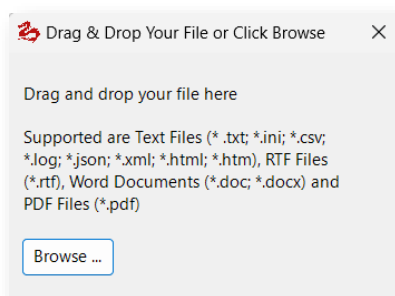 Drag & Drop Your File or Click Browse
Drag and drop your file here
Supported are Text Files (* .txt; *.ini; *.csv;
*.log; *.json; *.xml; *.html; *.htm), RTF Files
(*.rtf), Word Documents (*.doc; *.docx) and
PDF Files (*.pdf)
Browse ...